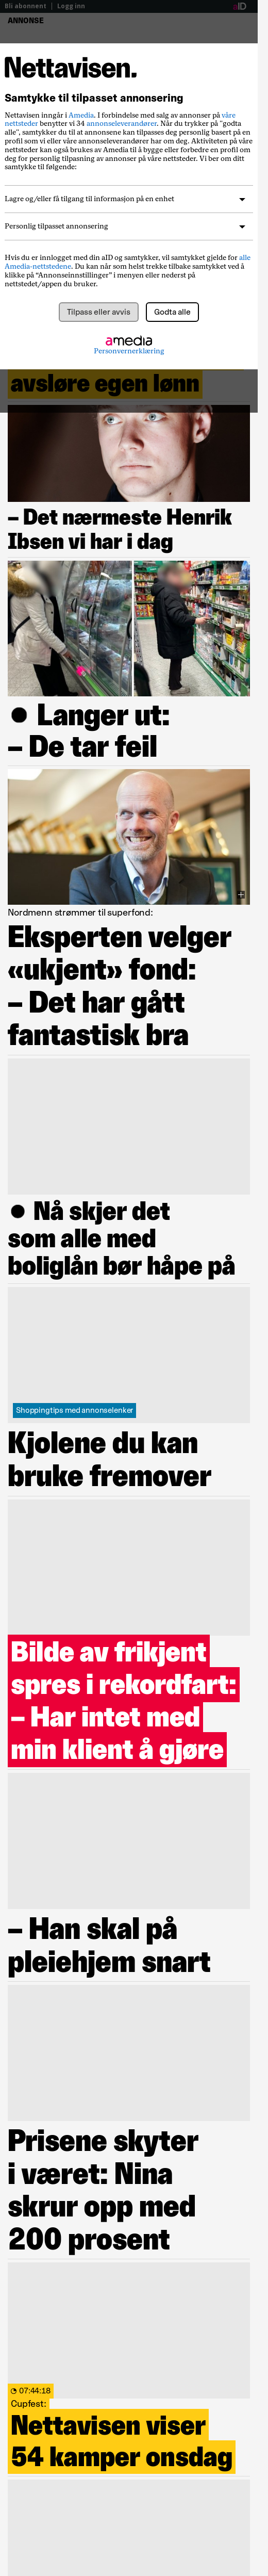 Bli abonnent | Logg inn
aID
ANNONSE
Nettavisen.
Samtykke til tilpasset annonsering
Nettavisen inngår i Amedia. I forbindelse med salg av annonser på våre
nettsteder benytter vi 34 annonseleverandører. Når du trykker på "godta
alle", samtykker du til at annonser kan tilpasses deg personlig basert på en
profil som vi eller våre annonseleverandører har om deg. Aktiviteten på våre
nettsteder kan også brukes av Amedia til å bygge eller forbedre en profil om
deg for personlig tilpasning av annonser på våre nettsteder. Vi ber om ditt
samtykke til følgende:
Lagre og/eller få tilgang til informasjon på en enhet
Personlig tilpasset annonsering
Hvis du er innlogget med din aID og samtykker, vil samtykket gjelde for alle
Amedia-nettstedene. Du kan når som helst trekke tilbake samtykket ved å
klikke på “Annonseinnstillinger” i menyen eller nederst på
nettstedet/appen du bruker.
Tilpass eller avvis
Godta alle
amedia
Personvernerklæring
avsløre egen lønn
– Det nærmeste Henrik
Ibsen vi har i dag
● Langer ut:
– De tar feil
Nordmenn strømmer til superfond:
Eksperten velger
«ukjent» fond:
– Det har gått
fantastisk bra
● Nå skjer det
som alle med
boliglån bør håpe på
Shoppingtips med annonselenker
Kjolene du kan
bruke fremover
Bilde av frikjent
spres i rekordfart:
– Har intet med
min klient å gjøre
– Han skal på
pleiehjem snart
Prisene skyter
i været: Nina
skrur opp med
200 prosent
07:44:18
Cupfest:
Nettavisen viser
54 kamper onsdag